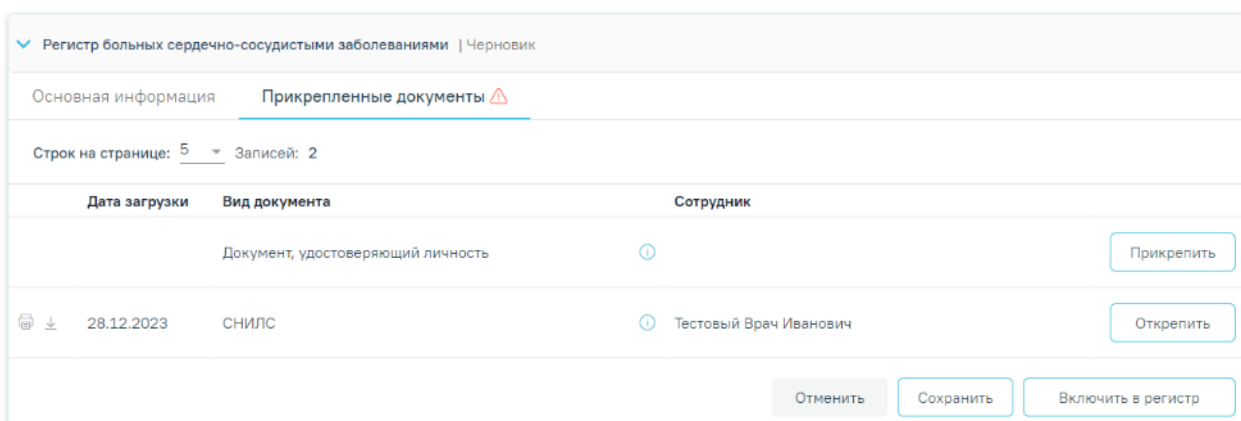 Регистр больных сердечно-сосудистыми заболеваниями | Черновик
Основная информация Прикрепленные документы
Строк на странице: 5 Записей: 2
Дата загрузки Вид документа Сотрудник
Документ, удостоверяющий личность Прикрепить
28.12.2023 СНИЛС Тестовый Врач Иванович Открепить
Отменить Сохранить Включить в регистр